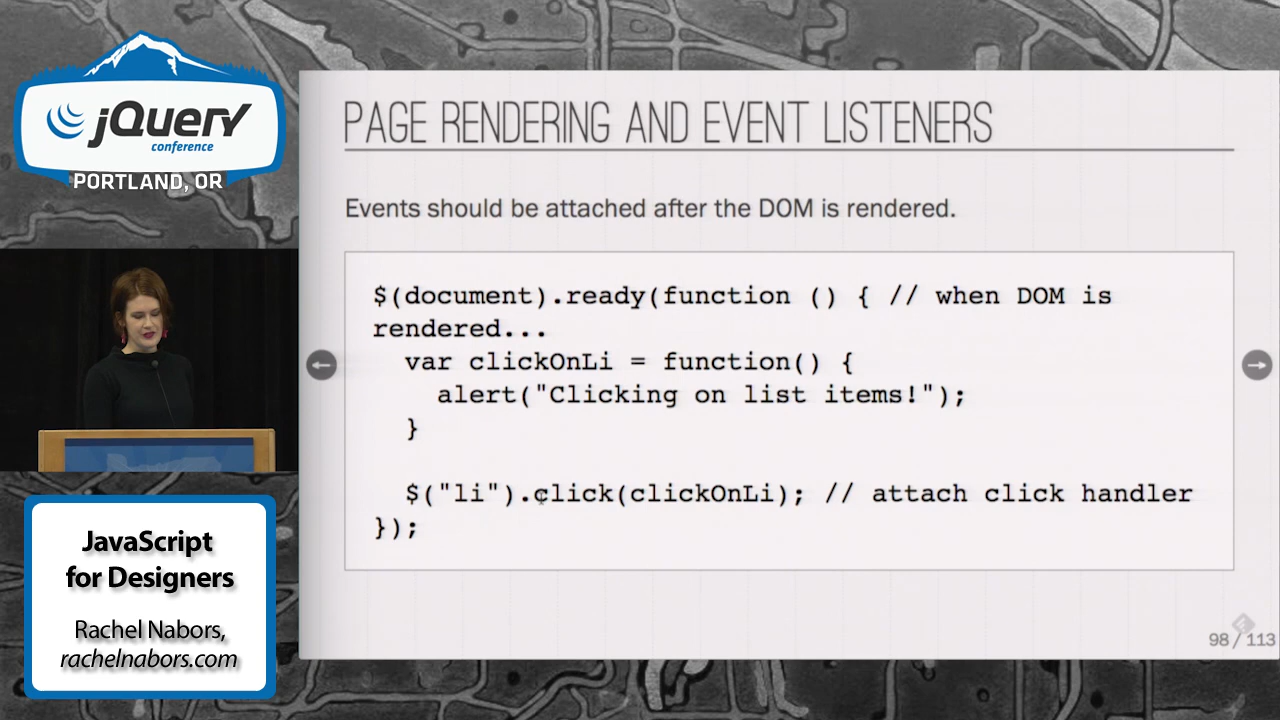 jQuery
conference
PORTLAND, OR
PAGE RENDERING AND EVENT LISTENERS
Events should be attached after the DOM is rendered.
$(document).ready(function () { // when DOM is
rendered...
var clickOnLi = function() {
alert("Clicking on list items!");
}
$("li").click(clickOnLi); // attach click handler
});
JavaScript
for Designers
Rachel Nabors,
rachelnabors.com
98 / 113